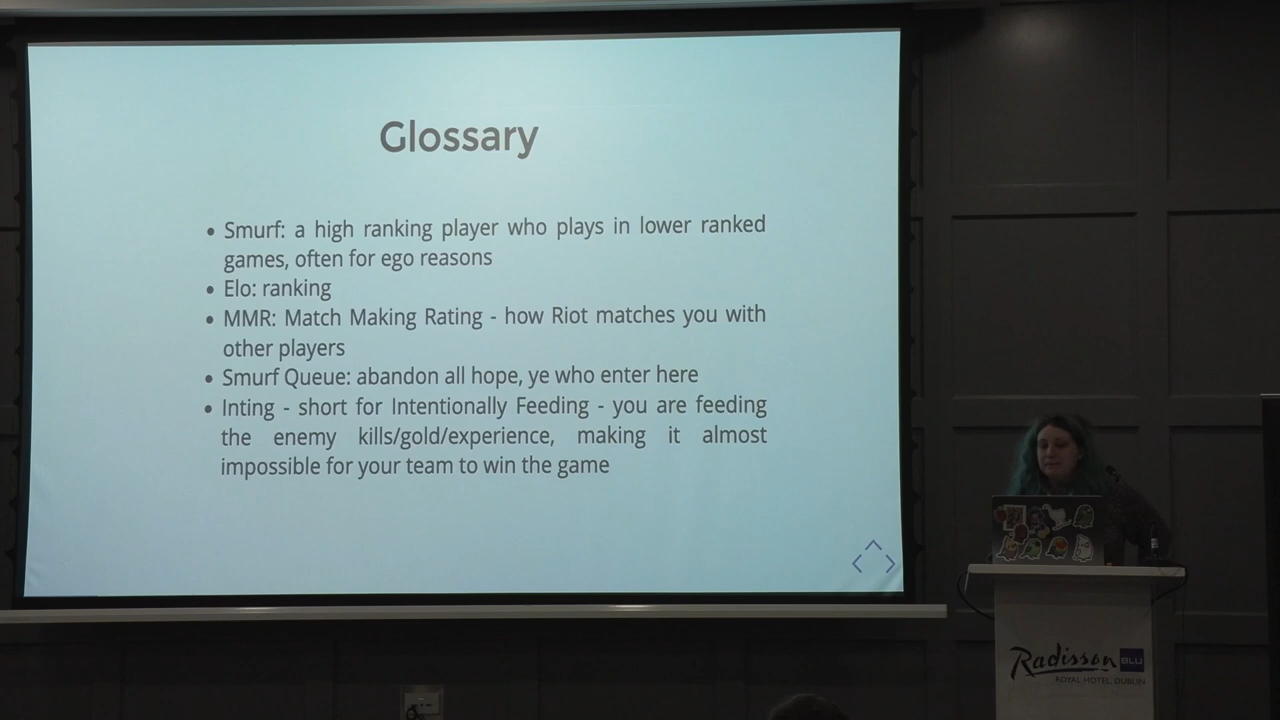 Glossary
• Smurf: a high ranking player who plays in lower ranked
games, often for ego reasons
• Elo: ranking
• MMR: Match Making Rating - how Riot matches you with
other players
• Smurf Queue: abandon all hope, ye who enter here
• Inting - short for Intentionally Feeding - you are feeding
the enemy kills/gold/experience, making it almost
impossible for your team to win the game
Radisson BLU
ROYAL HOTEL, DUBLIN